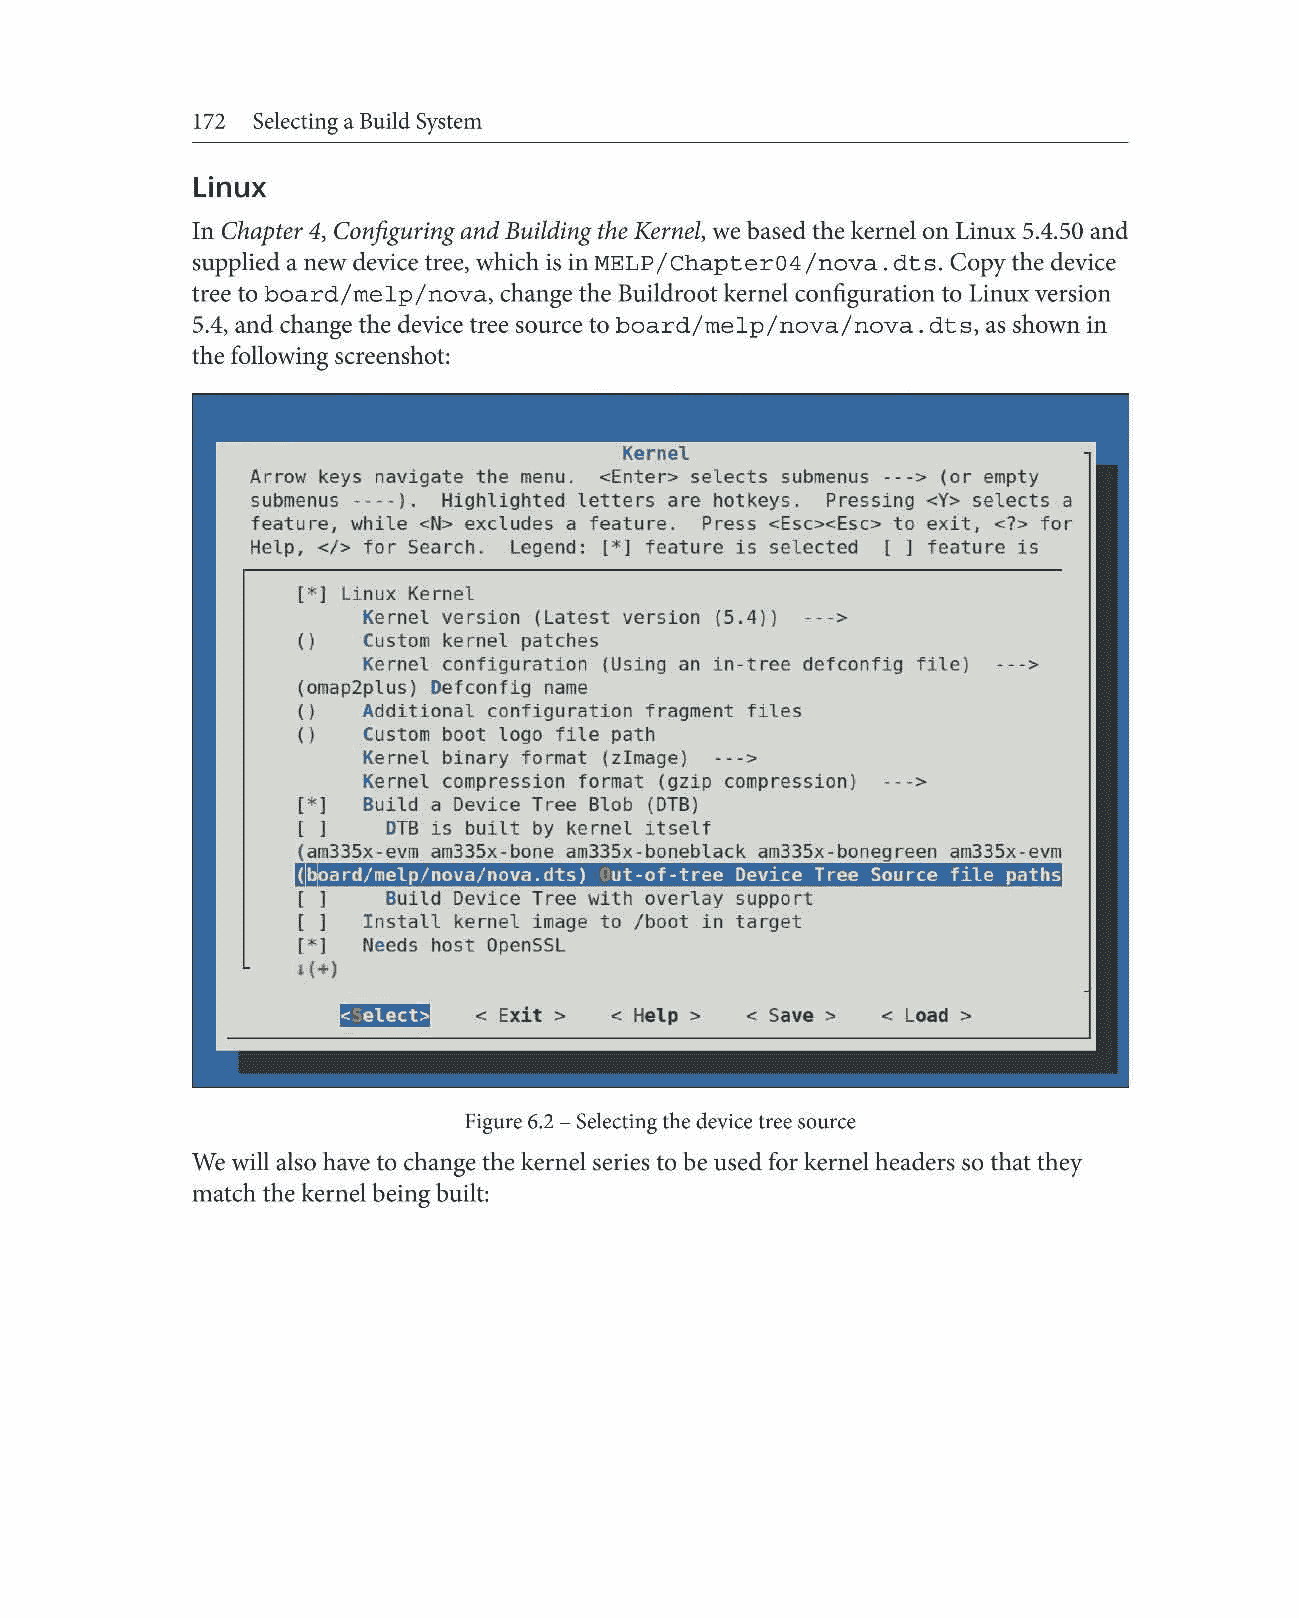 172 Selecting a Build System
Linux
In Chapter 4, Configuring and Building the Kernel, we based the kernel on Linux 5.4.50 and
supplied a new device tree, which is in MELP/Chapter04/nova.dts. Copy the device
tree to board/melp/nova, change the Buildroot kernel configuration to Linux version
5.4, and change the device tree source to board/melp/nova/nova.dts, as shown in
the following screenshot:
Kernel
Arrow keys navigate the menu. <Enter> selects submenus ---> (or empty
submenus ----). Highlighted letters are hotkeys. Pressing <Y> selects a
feature, while <N> excludes a feature. Press <Esc><Esc> to exit, <?> for
Help, </> for Search. Legend: [*] feature is selected [ ] feature is
[*] Linux Kernel
Kernel version (Latest version (5.4)) --->
() Custom kernel patches
Kernel configuration (Using an in-tree defconfig file) --->
(omap2plus) Defconfig name
() Additional configuration fragment files
() Custom boot logo file path
Kernel binary format (zImage) --->
Kernel compression format (gzip compression) --->
[*] Build a Device Tree Blob (DTB)
[ ] DTB is built by kernel itself
(am335x-evm am335x-bone am335x-boneblack am335x-bonegreen am335x-evm
(board/melp/nova/nova.dts) Out-of-tree Device Tree Source file paths
[ ] Build Device Tree with overlay support
[ ] Install kernel image to /boot in target
[*] Needs host OpenSSL
↓(+)
<Select> < Exit > < Help > < Save > < Load >
Figure 6.2 – Selecting the device tree source
We will also have to change the kernel series to be used for kernel headers so that they
match the kernel being built: